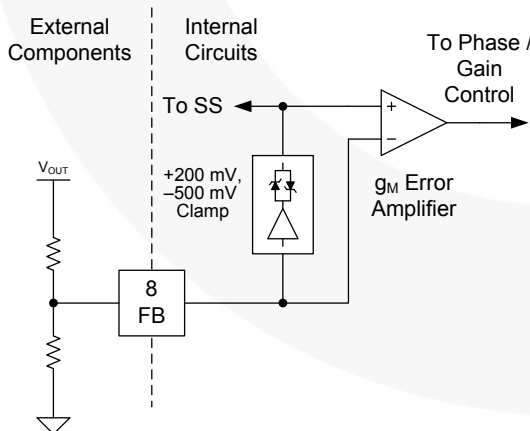 External
Components
Internal
Circuits
To Phase /
Gain
Control
To SS
+
−
+200 mV,
–500 mV
Clamp
gM Error
Amplifier
VOUT
8
FB